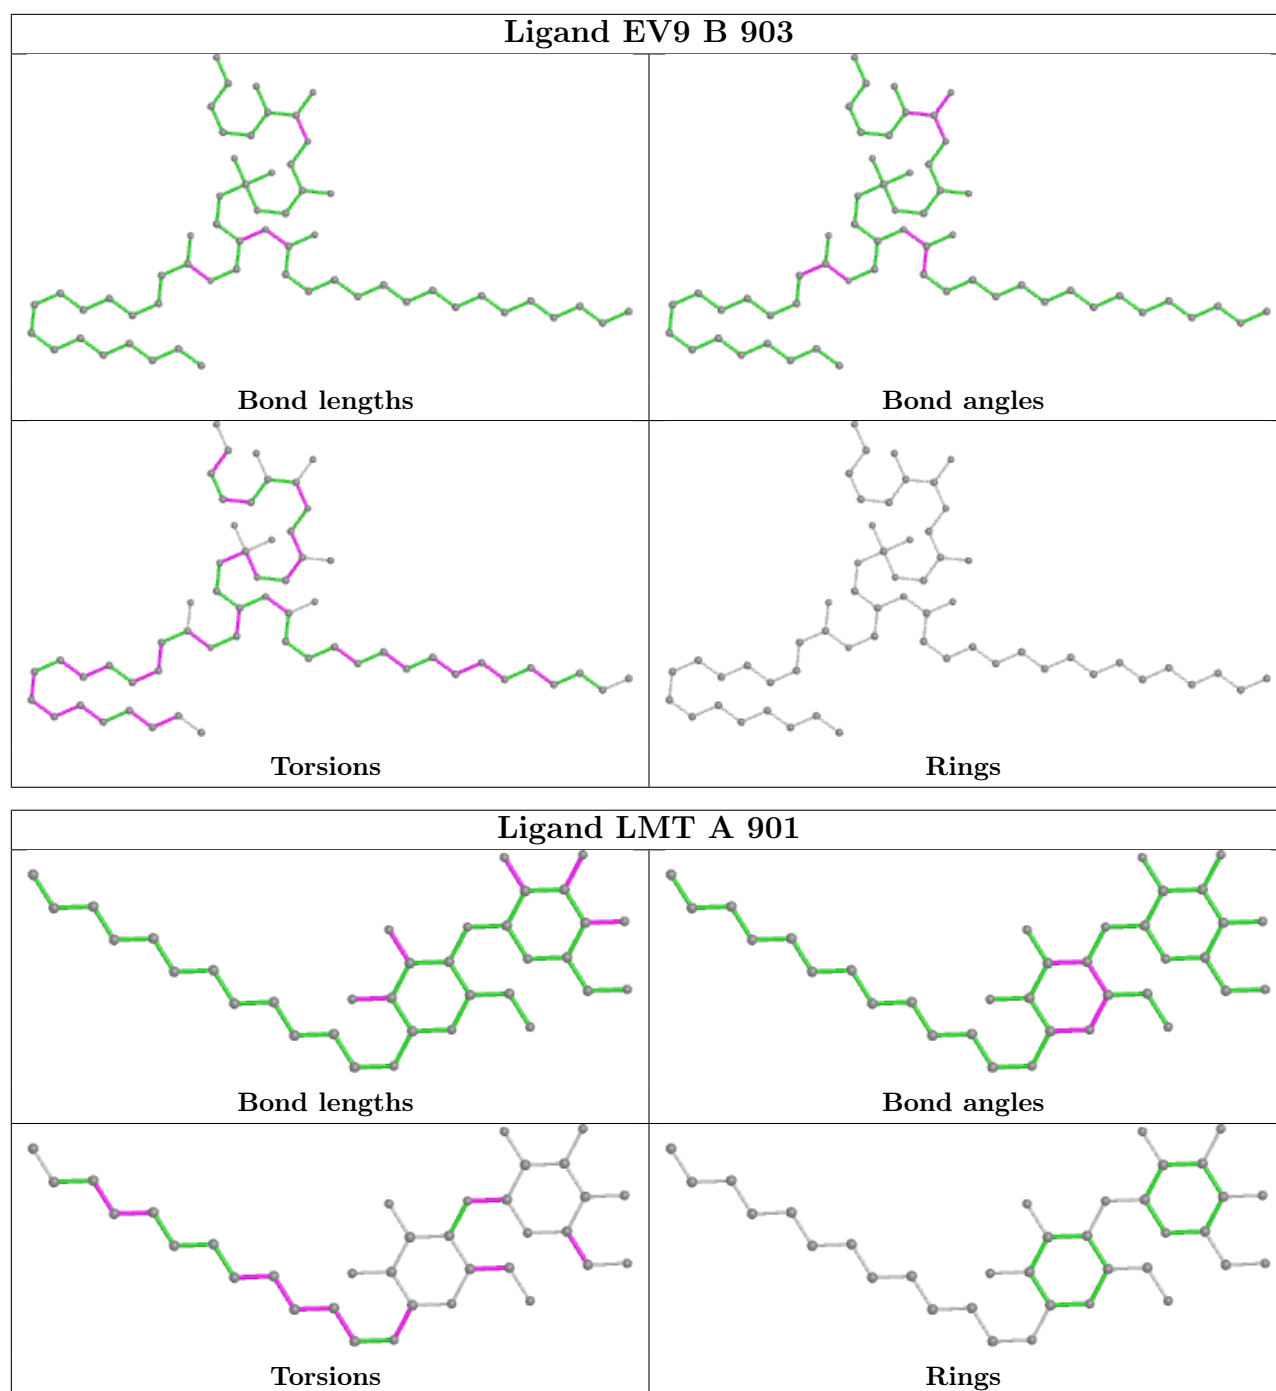 Ligand EV9 B 903
Bond lengths
Bond angles
Torsions
Rings
Ligand LMT A 901
Bond lengths
Bond angles
Torsions
Rings